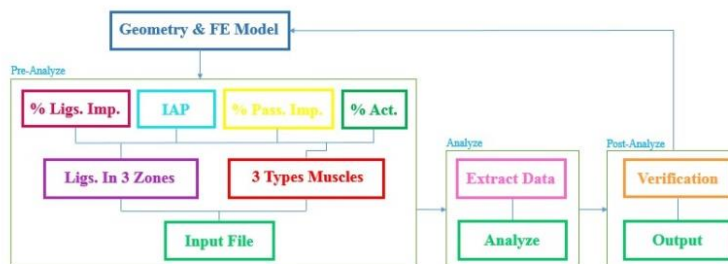 Geometry & FE Model
Pre-Analyze
% Ligs. Imp.
IAP
% Pass. Imp.
% Act.
Ligs. In 3 Zones
3 Types Muscles
Input File
Analyze
Extract Data
Analyze
Post-Analyze
Verification
Output